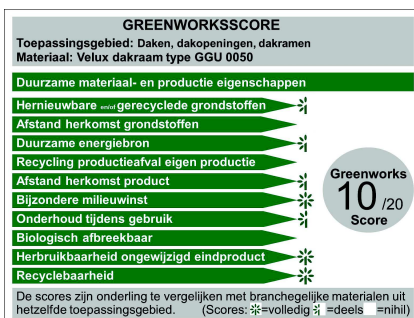 GREENWORKSSCORE
Toepassingsgebied: Daken, dakopeningen, dakramen
Materiaal: Velux dakraam type GGU 0050
Duurzame materiaal- en productie eigenschappen
Hernieuwbare en/of gerecyclede grondstoffen
Afstand herkomst grondstoffen
Duurzame energiebron
Recycling productieafval eigen productie
Afstand herkomst product
Bijzondere milieuwinst
Onderhoud tijdens gebruik
Biologisch afbreekbaar
Herbruikbaarheid ongewijzigd eindproduct
Recyclebaarheid
Greenworks
10 /20
Score
De scores zijn onderling te vergelijken met branchegelijke materialen uit
hetzelfde toepassingsgebied. (Scores: =volledig =deels =nihil)